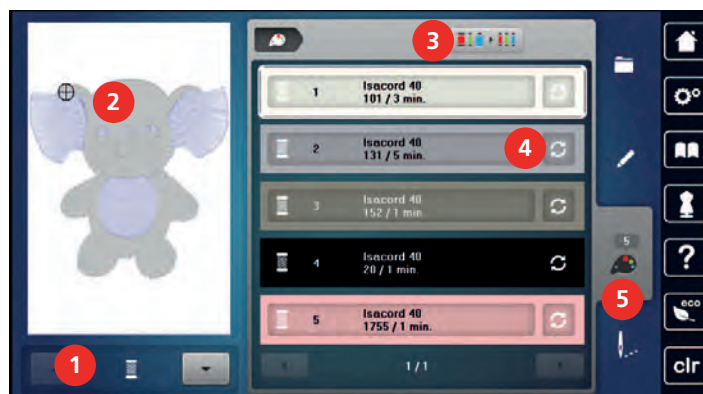 3
1
Isacord 40
101 / 3 min.
2
2
Isacord 40
131 / 5 min.
4
3
Isacord 40
152 / 1 min.
4
Isacord 40
20 / 1 min.
5
Isacord 40
1755 / 1 min.
5
5
?
eco
1
1/1
clr